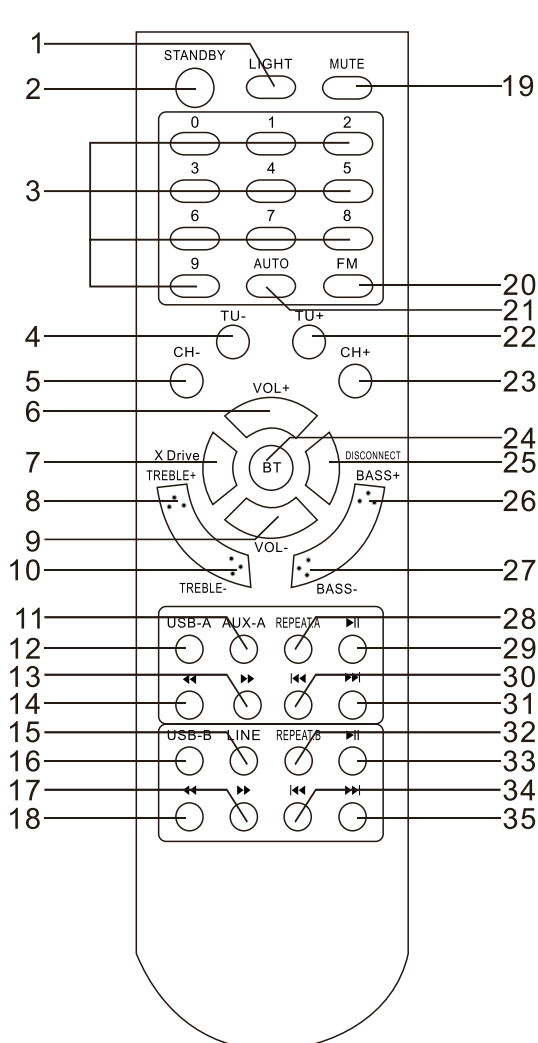 1
STANDBY LIGHT MUTE
2 19
0 1 2
3 4 5
3
6 7 8
9 AUTO FM
20
21
TU- TU+
4 22
CH- CH+
5 23
VOL+
6
24
X Drive DISCONNECT
7 BT 25
TREBLE+ BASS+
8 26
9
VOL-
10 27
TREBLE- BASS-
11 28
USB-A AUX-A REPEAT.A
12 29
13 30
14 31
15 32
USB-B LINE REPEAT.B
16 33
17 34
18 35